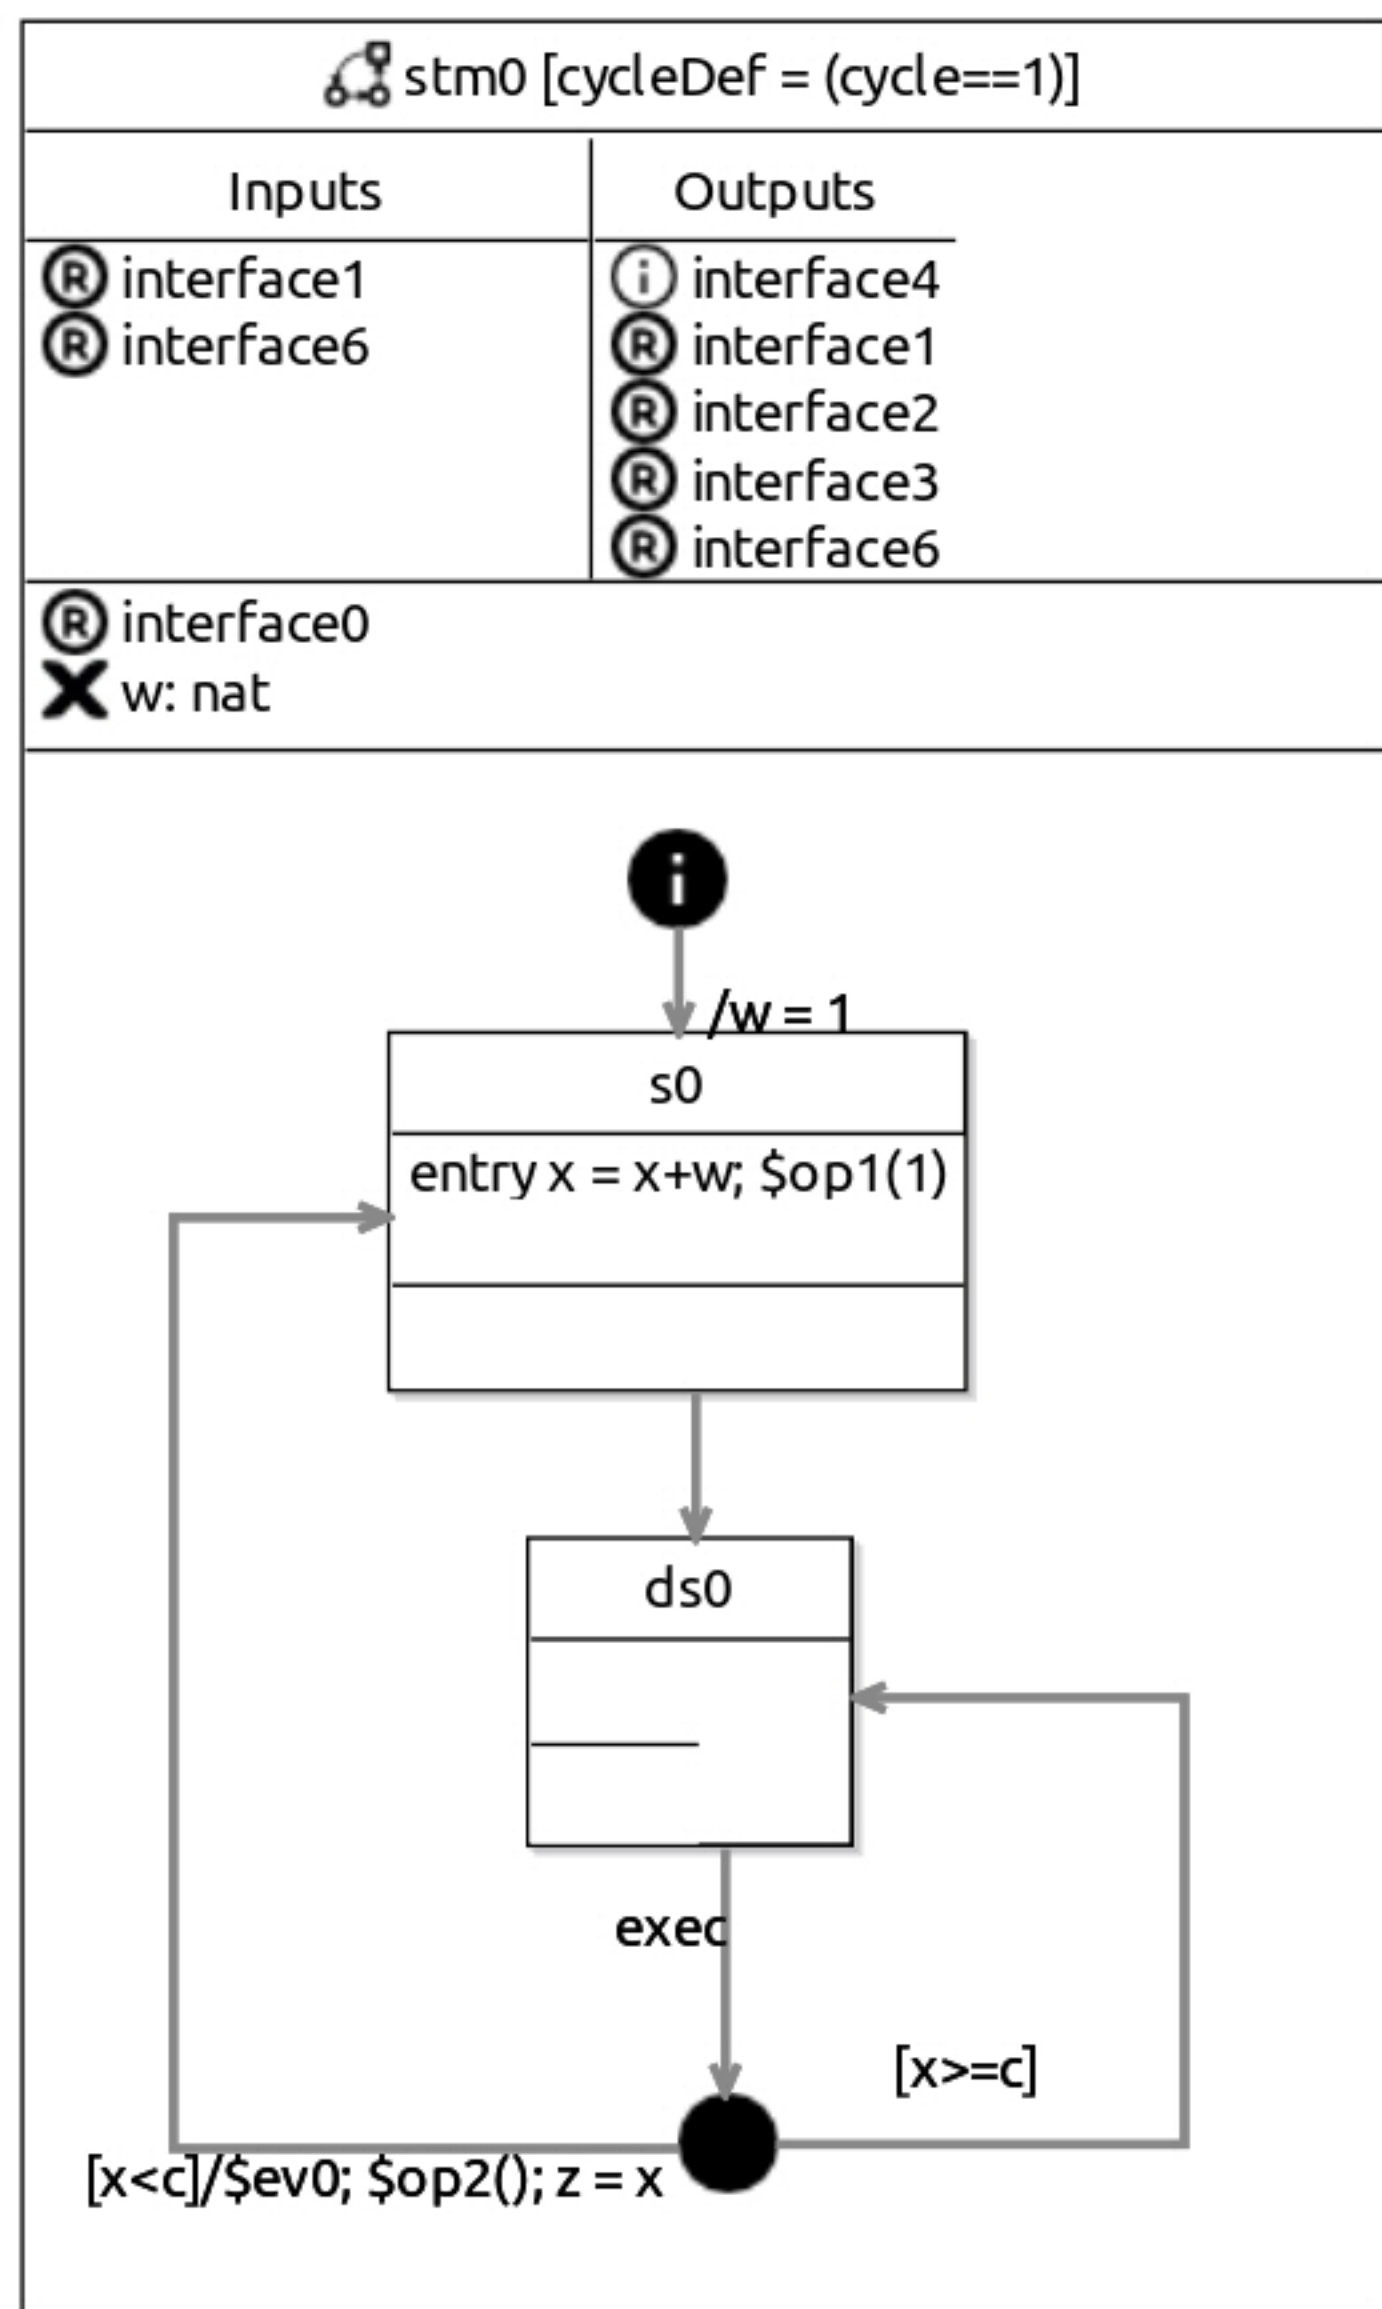 stm0 [cycleDef = (cycle==1)]
Inputs
Outputs
R interface1
R interface6
i interface4
R interface1
R interface2
R interface3
R interface6
R interface0
w: nat
i
/w = 1
s0
entry x = x+w; $op1(1)
ds0
exec
[x>=c]
[x<c]/$ev0; $op2(); z = x